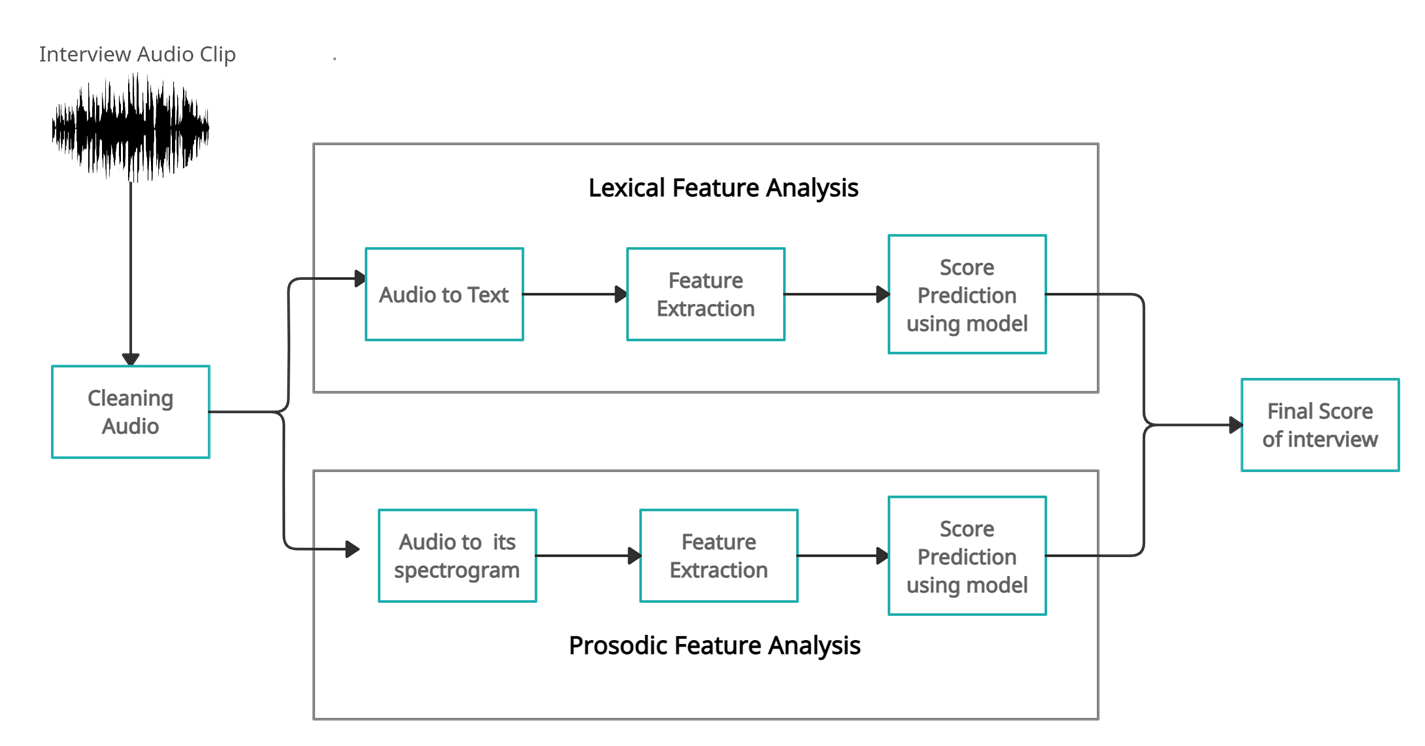 Interview Audio Clip
Lexical Feature Analysis
Audio to Text
Feature
Extraction
Score
Prediction
using model
Cleaning
Audio
Final Score
of interview
Audio to its
spectrogram
Feature
Extraction
Score
Prediction
using model
Prosodic Feature Analysis